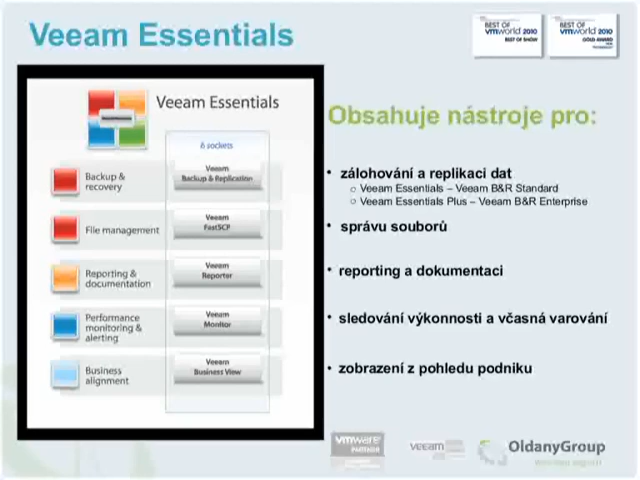 Veeam Essentials
BEST OF
vmworld 2010
BEST OF SHOW
BEST OF
vmworld 2010
GOLD AWARD
Veeam Essentials
6 sockets
Backup &
recovery
Veeam
Backup & Replication
File management
Veeam
FastSCP
Reporting &
documentation
Veeam
Reporter
Performance
monitoring &
alerting
Veeam
Monitor
Business
alignment
Veeam
Business View
Obsahuje nástroje pro:
• zálohování a replikaci dat
○ Veeam Essentials – Veeam B&R Standard
○ Veeam Essentials Plus – Veeam B&R Enterprise
• správu souborů
• reporting a dokumentaci
• sledování výkonnosti a včasná varování
• zobrazení z pohledu podniku
vmware
PARTNER
veeam
OldanyGroup